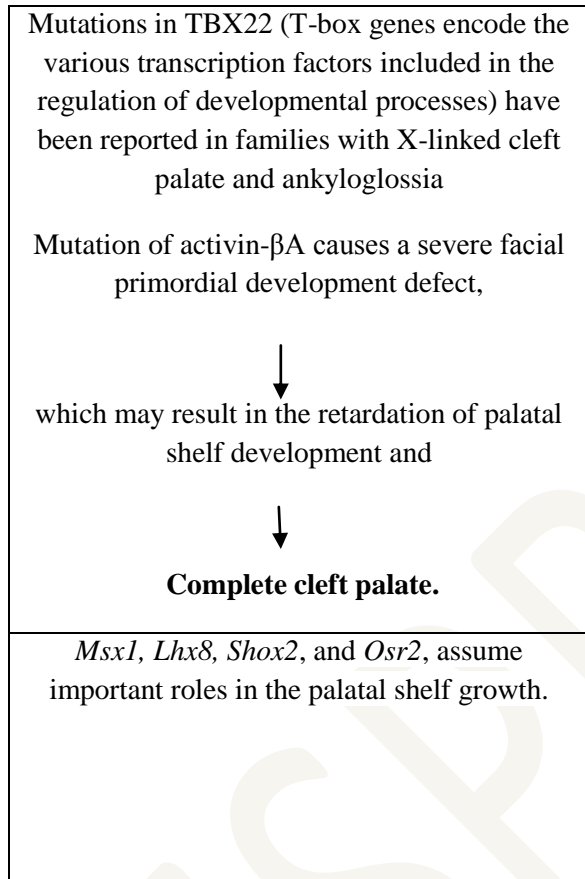 Mutations in TBX22 (T-box genes encode the
various transcription factors included in the
regulation of developmental processes) have
been reported in families with X-linked cleft
palate and ankyloglossia
Mutation of activin-βA causes a severe facial
primordial development defect,
which may result in the retardation of palatal
shelf development and
Complete cleft palate.
Msx1, Lhx8, Shox2, and Osr2, assume
important roles in the palatal shelf growth.